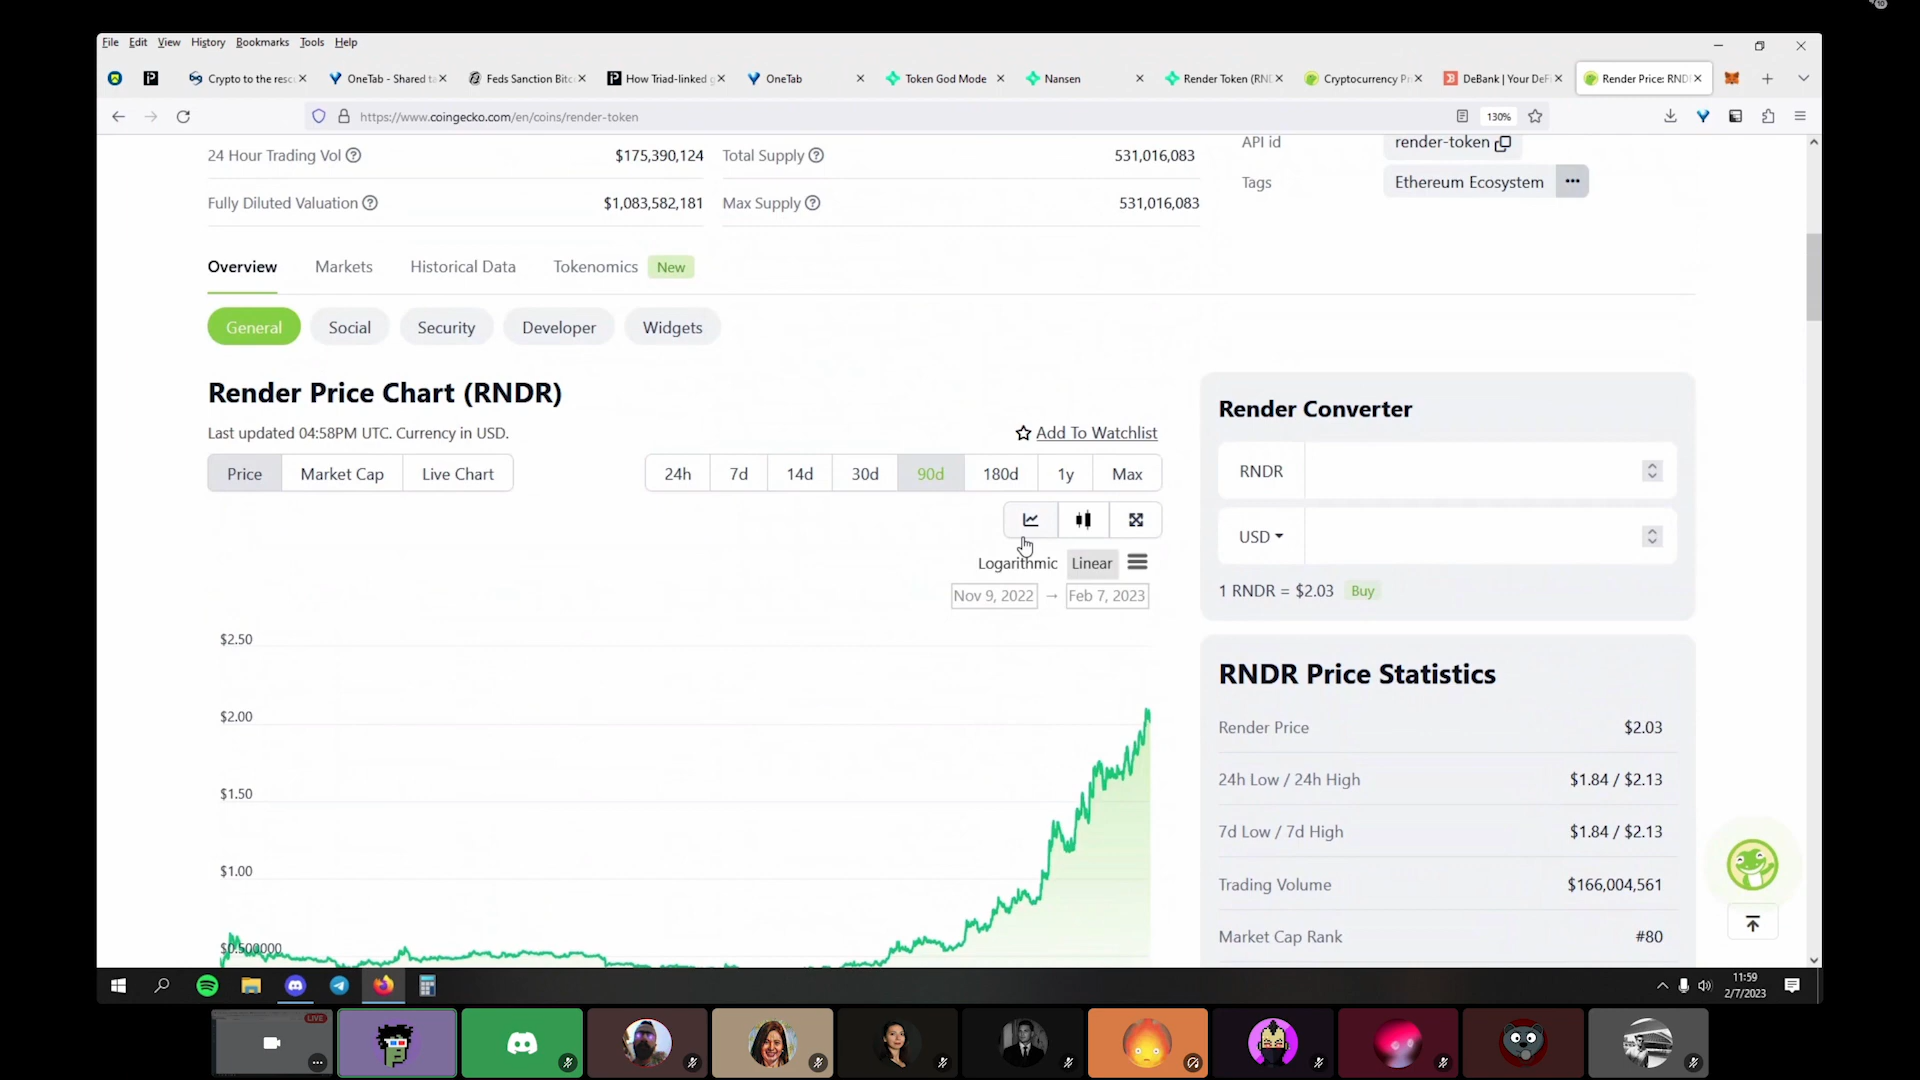 File Edit View History Bookmarks Tools Help
Crypto to the resc
OneTab - Shared ta
Feds Sanction Bitc
How Triad-linked g
OneTab
Token God Mode
Nansen
Render Token (RN
Cryptocurrency Pr
DeBank | Your DeFi
Render Price: RND
https://www.coingecko.com/en/coins/render-token
130%
24 Hour Trading Vol $175,390,124
Total Supply 531,016,083
API id render-token
Tags Ethereum Ecosystem
Fully Diluted Valuation $1,083,582,181
Max Supply 531,016,083
Overview Markets Historical Data Tokenomics New
General Social Security Developer Widgets
Render Price Chart (RNDR)
Last updated 04:58PM UTC. Currency in USD.
Add To Watchlist
Price Market Cap Live Chart
24h 7d 14d 30d 90d 180d 1y Max
Logarithmic Linear
Nov 9, 2022 → Feb 7, 2023
$2.50
$2.00
$1.50
$1.00
$0.500000
Render Converter
RNDR
USD
1 RNDR = $2.03 Buy
RNDR Price Statistics
Render Price $2.03
24h Low / 24h High $1.84 / $2.13
7d Low / 7d High $1.84 / $2.13
Trading Volume $166,004,561
Market Cap Rank #80
11:59
2/7/2023
LIVE